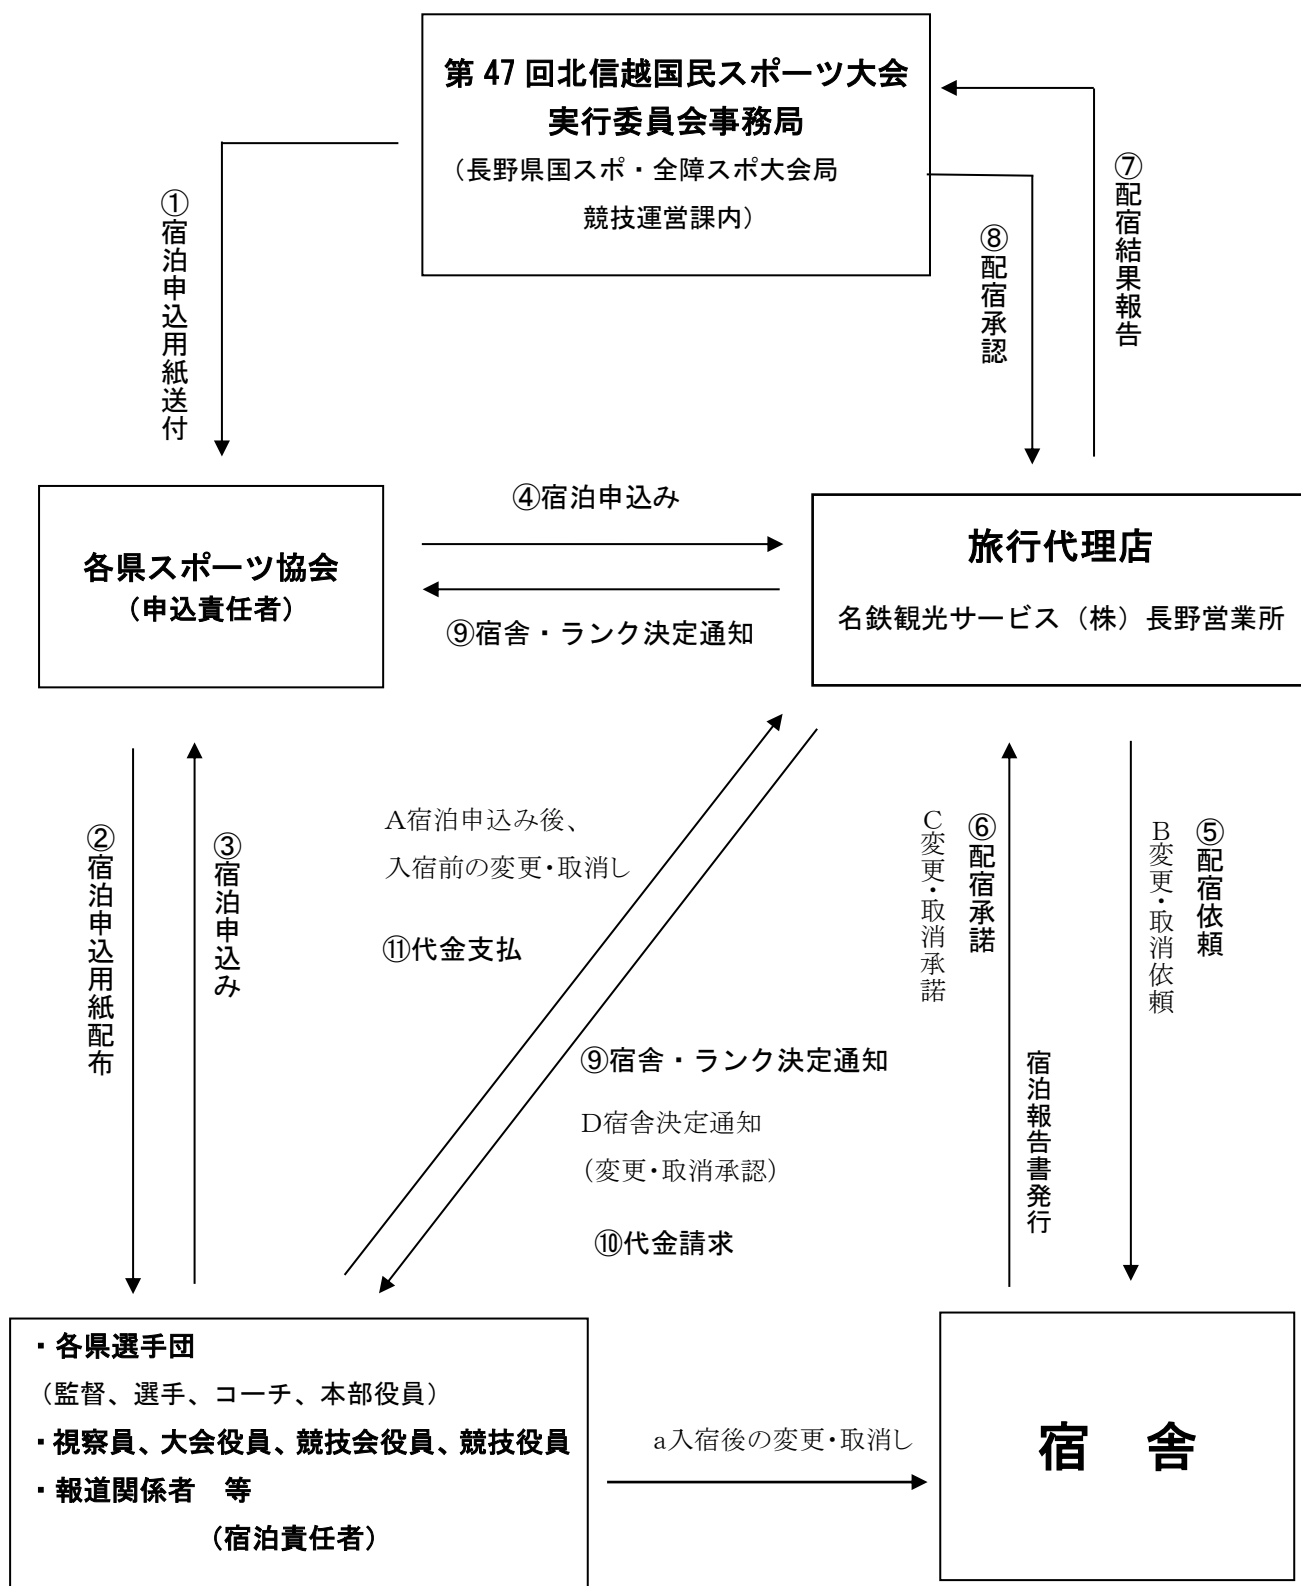 第 47 回北信越国民スポーツ大会
実行委員会事務局
（長野県国スポ・全障スポ大会局
競技運営課内）
①宿泊申込用紙送付
⑧配宿承認
⑦配宿結果報告
各県スポーツ協会
（申込責任者）
④宿泊申込み
⑨宿舎・ランク決定通知
旅行代理店
名鉄観光サービス（株）長野営業所
②宿泊申込用紙配布
③宿泊申込み
A宿泊申込み後、
入宿前の変更・取消し
⑪代金支払
⑨宿舎・ランク決定通知
D宿舎決定通知
（変更・取消承認）
⑩代金請求
C変更・取消承諾
⑥配宿承諾
宿泊報告書発行
B変更・取消依頼
⑤配宿依頼
・各県選手団
（監督、選手、コーチ、本部役員）
・視察員、大会役員、競技会役員、競技役員
・報道関係者　等
（宿泊責任者）
a入宿後の変更・取消し
宿　舎